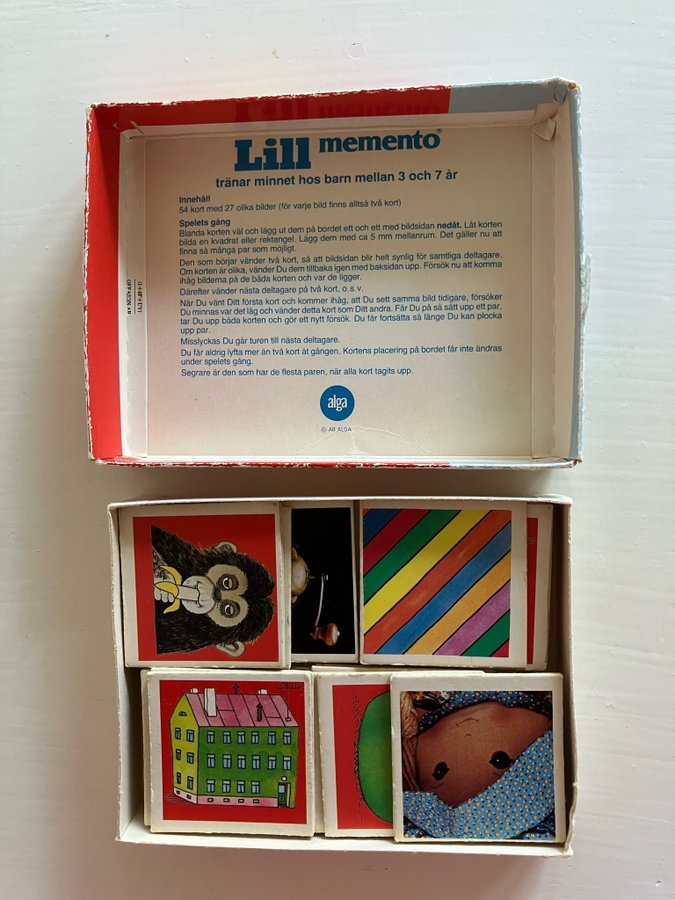 Lill memento®
tränar minnet hos barn mellan 3 och 7 år
Innehåll
54 kort med 27 olika bilder (för varje bild finns alltså två kort)
Spelets gång
Blanda korten väl och lägg ut dem på bordet ett och ett med bildsidan nedåt. Låt korten
bilda en kvadrat eller rektangel. Lägg dem med ca 5 mm mellanrum. Det gäller nu att
finna så många par som möjligt.
Den som börjar vänder två kort, så att bildsidan blir helt synlig för samtliga deltagare.
Om korten är olika, vänder Du dem tillbaka igen med baksidan upp. Försök nu att komma
ihåg bilderna på de båda korten och var de ligger.
Därefter vänder nästa deltagare på två kort, o.s.v.
När Du vänt Ditt första kort och kommer ihåg, att Du sett samma bild tidigare, försöker
Du minnas var det låg och vänder detta kort som Ditt andra. Får Du på så sätt upp ett par,
tar Du upp båda korten och gör ett nytt försök. Du får fortsätta så länge Du kan plocka
upp par.
Misslyckas Du går turen till nästa deltagare.
Du får aldrig lyfta mer än två kort åt gången. Kortens placering på bordet får inte ändras
under spelets gång.
Segrare är den som har de flesta paren, när alla kort tagits upp.
alga
© AB ALGA